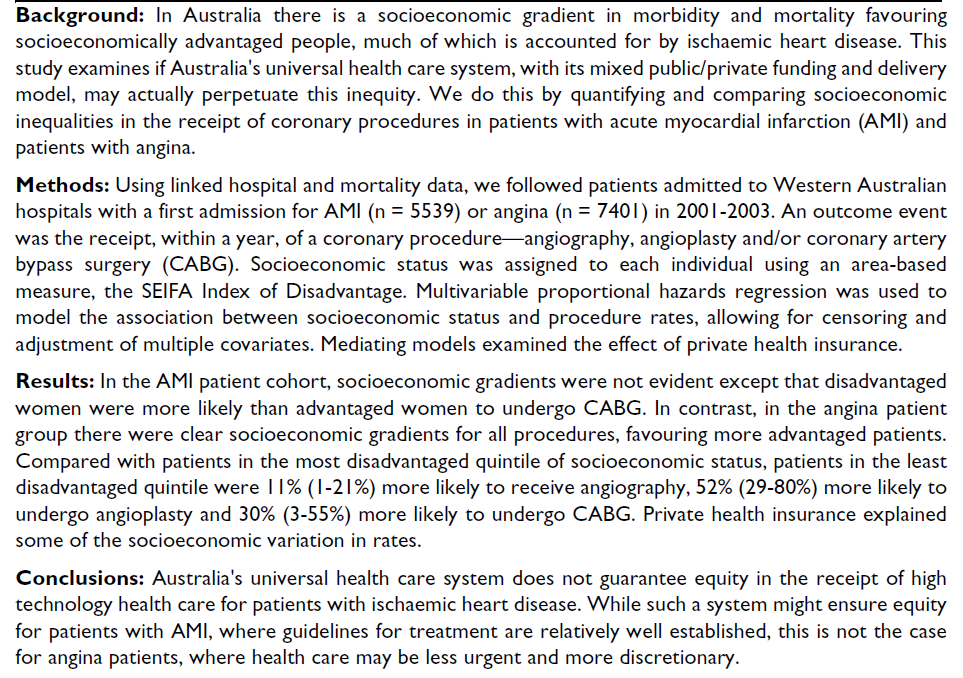 Background: In Australia there is a socioeconomic gradient in morbidity and mortality favouring
socioeconomically advantaged people, much of which is accounted for by ischaemic heart disease. This
study examines if Australia's universal health care system, with its mixed public/private funding and delivery
model, may actually perpetuate this inequity. We do this by quantifying and comparing socioeconomic
inequalities in the receipt of coronary procedures in patients with acute myocardial infarction (AMI) and
patients with angina.
Methods: Using linked hospital and mortality data, we followed patients admitted to Western Australian
hospitals with a first admission for AMI (n = 5539) or angina (n = 7401) in 2001-2003. An outcome event
was the receipt, within a year, of a coronary procedure—angiography, angioplasty and/or coronary artery
bypass surgery (CABG). Socioeconomic status was assigned to each individual using an area-based
measure, the SEIFA Index of Disadvantage. Multivariable proportional hazards regression was used to
model the association between socioeconomic status and procedure rates, allowing for censoring and
adjustment of multiple covariates. Mediating models examined the effect of private health insurance.
Results: In the AMI patient cohort, socioeconomic gradients were not evident except that disadvantaged
women were more likely than advantaged women to undergo CABG. In contrast, in the angina patient
group there were clear socioeconomic gradients for all procedures, favouring more advantaged patients.
Compared with patients in the most disadvantaged quintile of socioeconomic status, patients in the least
disadvantaged quintile were 11% (1-21%) more likely to receive angiography, 52% (29-80%) more likely to
undergo angioplasty and 30% (3-55%) more likely to undergo CABG. Private health insurance explained
some of the socioeconomic variation in rates.
Conclusions: Australia's universal health care system does not guarantee equity in the receipt of high
technology health care for patients with ischaemic heart disease. While such a system might ensure equity
for patients with AMI, where guidelines for treatment are relatively well established, this is not the case
for angina patients, where health care may be less urgent and more discretionary.